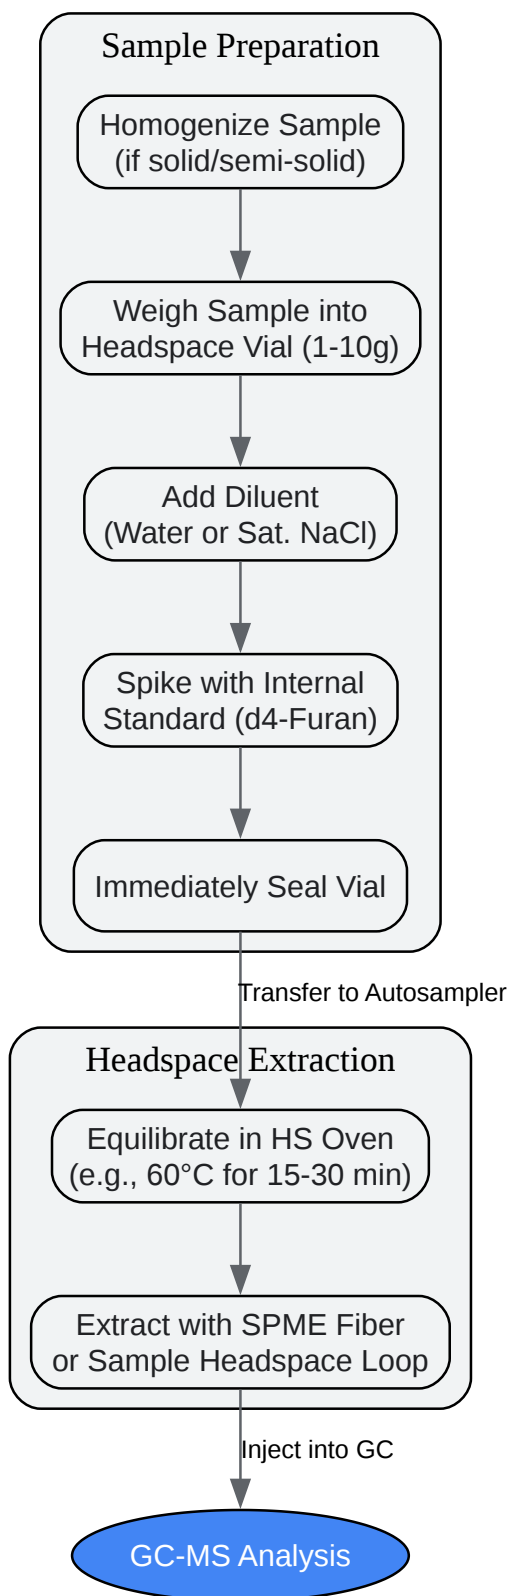 Sample Preparation
Homogenize Sample
(if solid/semi-solid)
Weigh Sample into
Headspace Vial (1-10g)
Add Diluent
(Water or Sat. NaCl)
Spike with Internal
Standard (d4-Furan)
Immediately Seal Vial
Transfer to Autosampler
Headspace Extraction
Equilibrate in HS Oven
(e.g., 60°C for 15-30 min)
Extract with SPME Fiber
or Sample Headspace Loop
Inject into GC
GC-MS Analysis